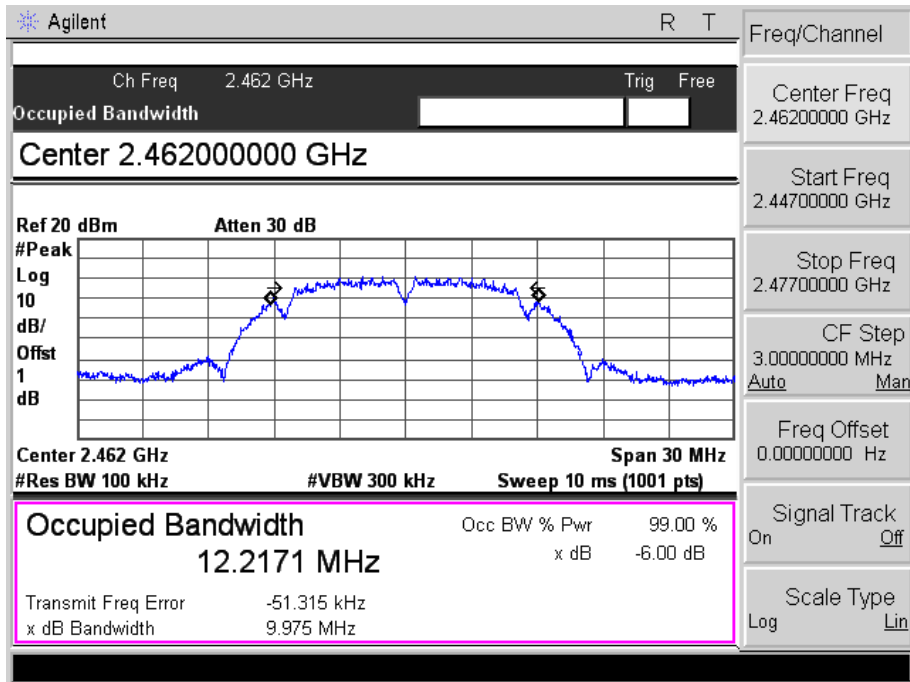 Agilent R T
Ch Freq 2.462 GHz Trig Free
Occupied Bandwidth
Center 2.462000000 GHz
Ref 20 dBm Atten 30 dB
#Peak
Log
10
dB/
Offst
1
dB
Center 2.462 GHz Span 30 MHz
#Res BW 100 kHz #VBW 300 kHz Sweep 10 ms (1001 pts)
Occupied Bandwidth Occ BW % Pwr 99.00 %
12.2171 MHz x dB -6.00 dB
Transmit Freq Error -51.315 kHz
x dB Bandwidth 9.975 MHz
Freq/Channel
Center Freq
2.46200000 GHz
Start Freq
2.44700000 GHz
Stop Freq
2.47700000 GHz
CF Step
3.00000000 MHz
Auto Man
Freq Offset
0.00000000 Hz
Signal Track
On Off
Scale Type
Log Lin